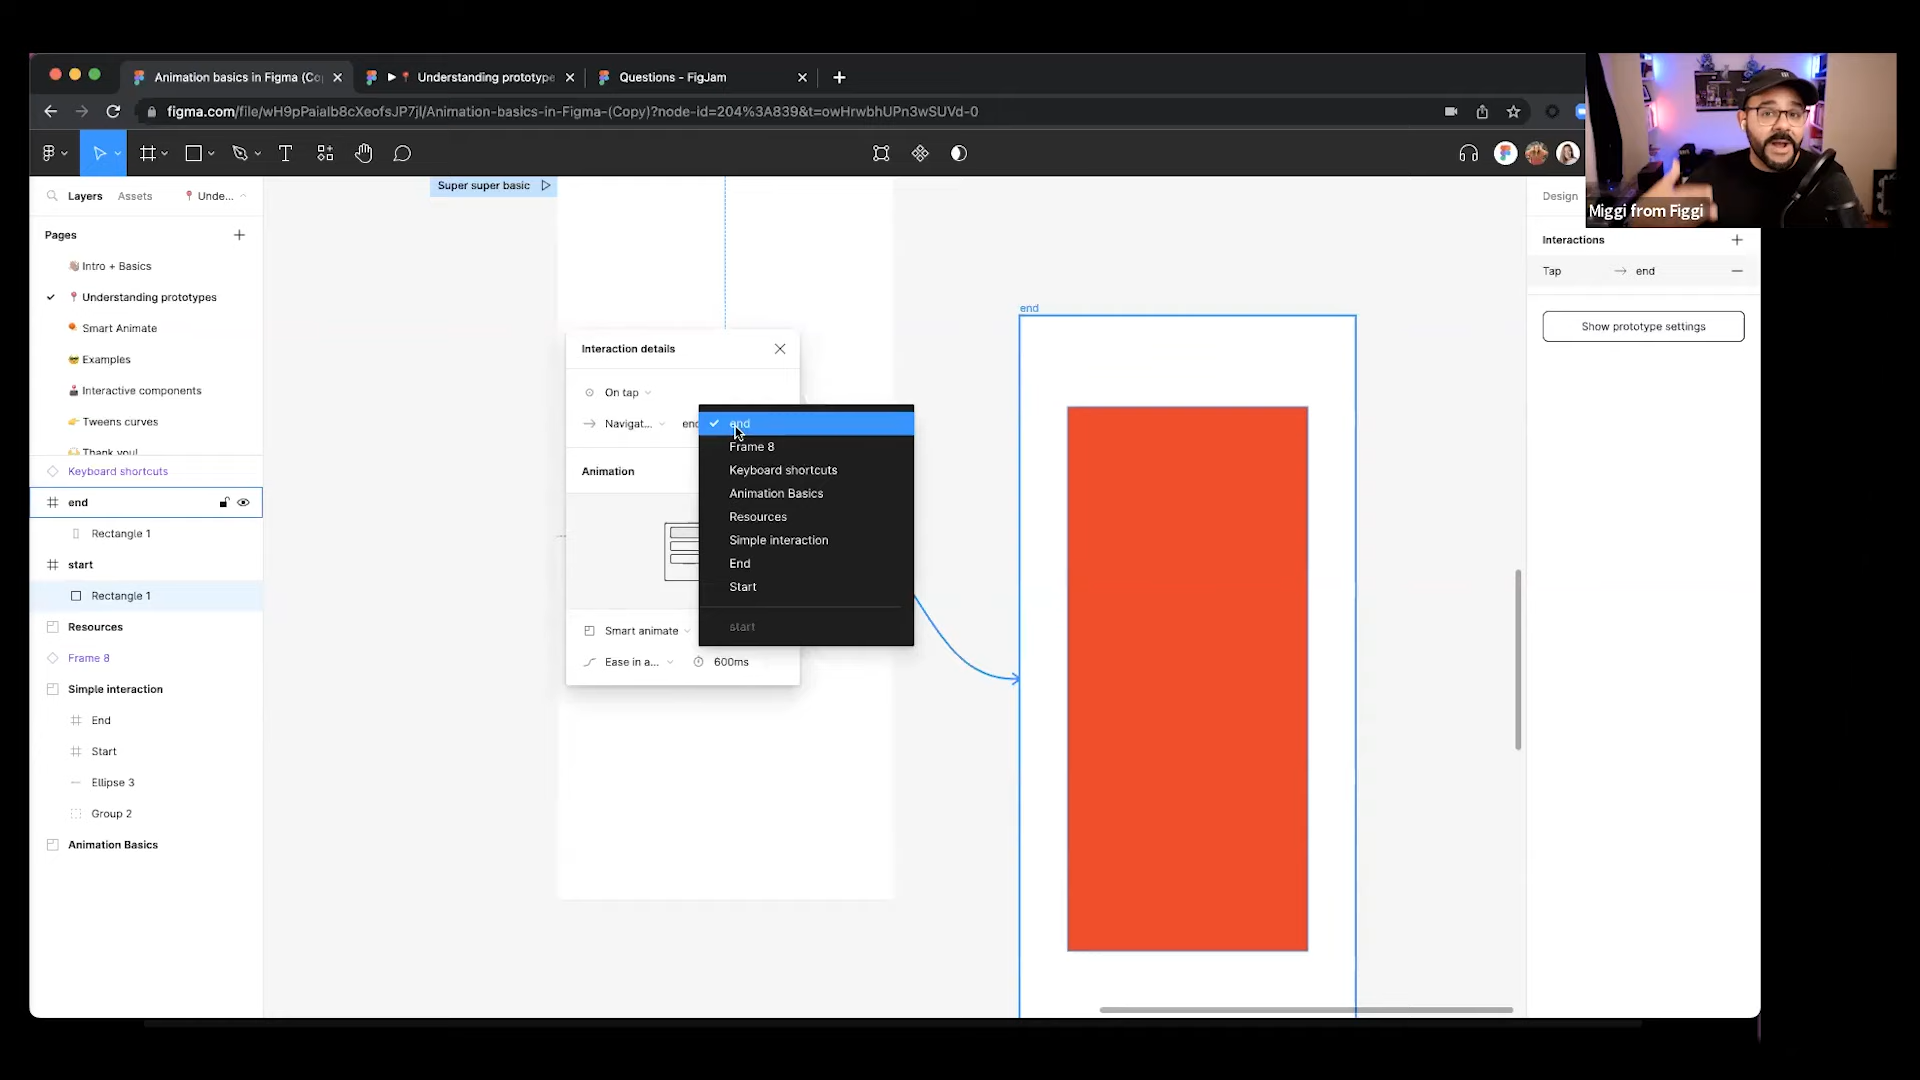 Animation basics in Figma (Co
Understanding prototype
Questions - FigJam
figma.com/file/wH9pPaialb8cXeofsJP7jl/Animation-basics-in-Figma-(Copy)?node-id=204%3A839&t=owHrwbhUPn3wSUVd-0
Miggi from Figgi
Layers
Assets
Unde...
Pages
Intro + Basics
Understanding prototypes
Smart Animate
Examples
Interactive components
Tweens curves
Thank you!
Keyboard shortcuts
end
Rectangle 1
start
Rectangle 1
Resources
Frame 8
Simple interaction
End
Start
Ellipse 3
Group 2
Animation Basics
Super super basic
Interaction details
On tap
Navigat...
end
Animation
Smart animate
Ease in a...
600ms
end
Frame 8
Keyboard shortcuts
Animation Basics
Resources
Simple interaction
End
Start
start
end
Design
Interactions
Tap
end
Show prototype settings